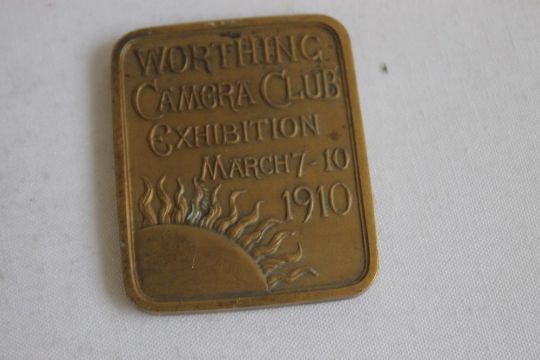 WORTHING
CAMERA CLUB
EXHIBITION
MARCH 7-10
1910